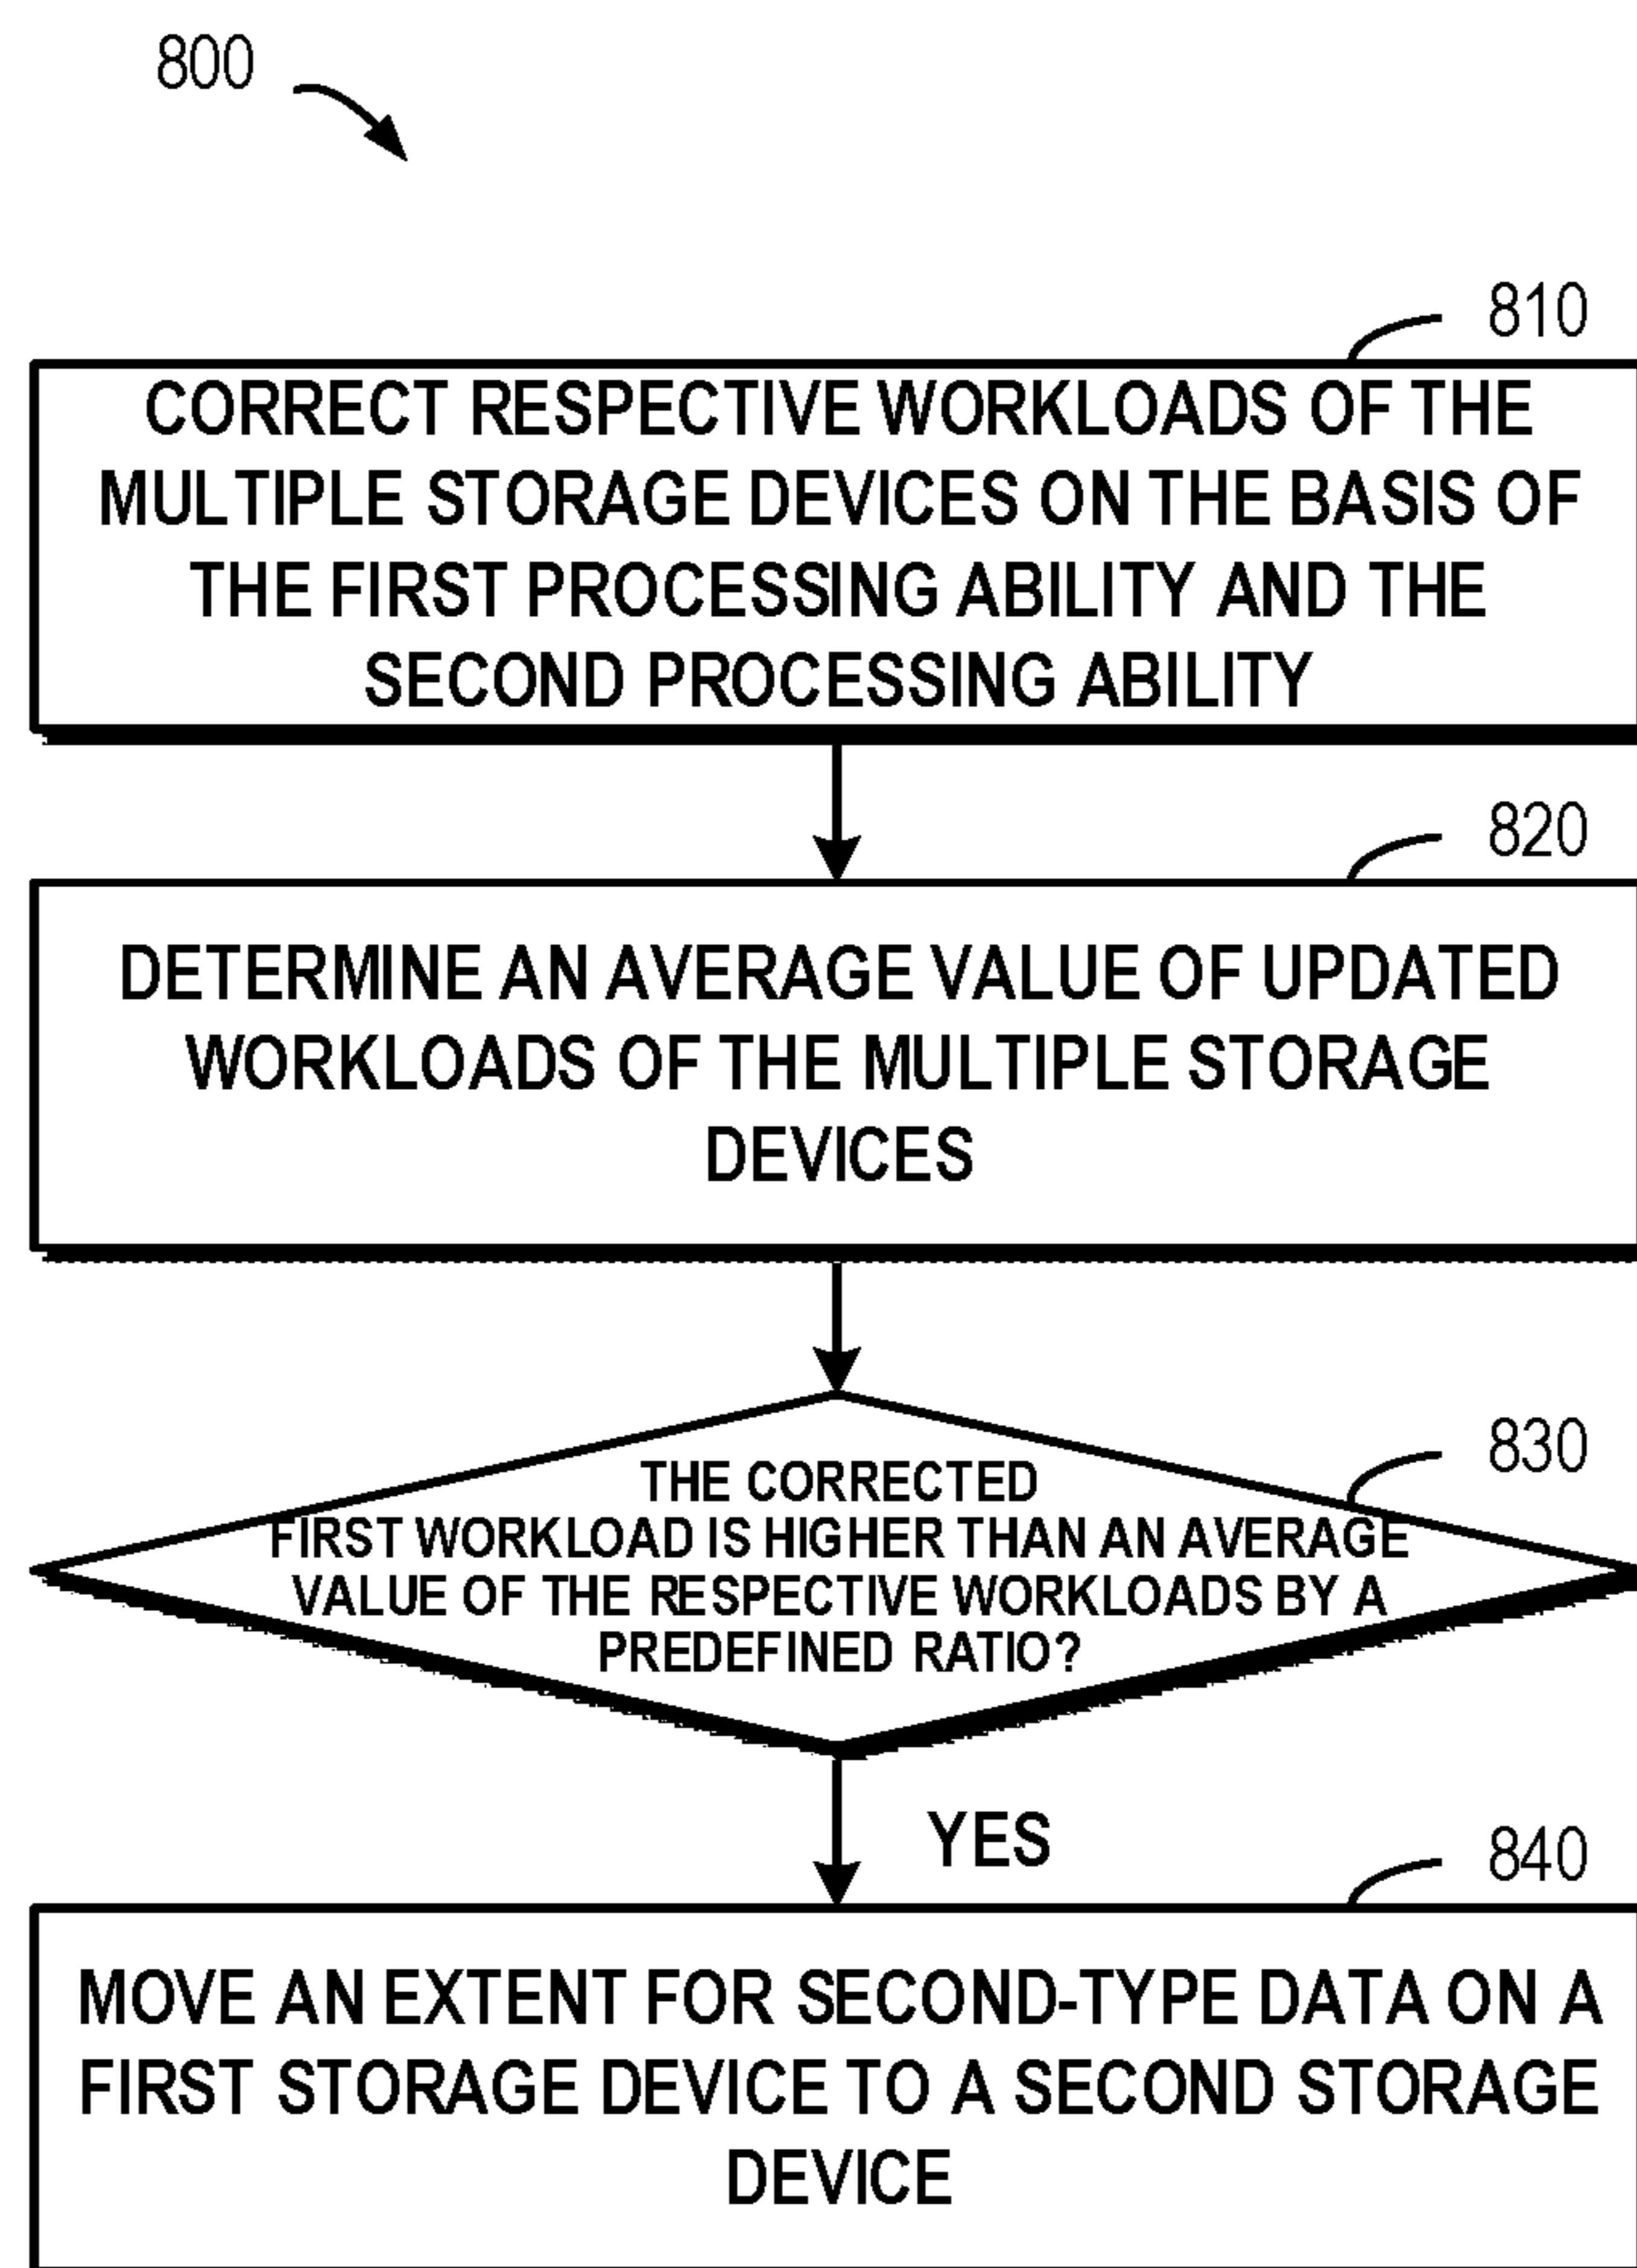 800
810
CORRECT RESPECTIVE WORKLOADS OF THE
MULTIPLE STORAGE DEVICES ON THE BASIS OF
THE FIRST PROCESSING ABILITY AND THE
SECOND PROCESSING ABILITY
820
DETERMINE AN AVERAGE VALUE OF UPDATED
WORKLOADS OF THE MULTIPLE STORAGE
DEVICES
830
THE CORRECTED
FIRST WORKLOAD IS HIGHER THAN AN AVERAGE
VALUE OF THE RESPECTIVE WORKLOADS BY A
PREDEFINED RATIO?
YES
840
MOVE AN EXTENT FOR SECOND-TYPE DATA ON A
FIRST STORAGE DEVICE TO A SECOND STORAGE
DEVICE